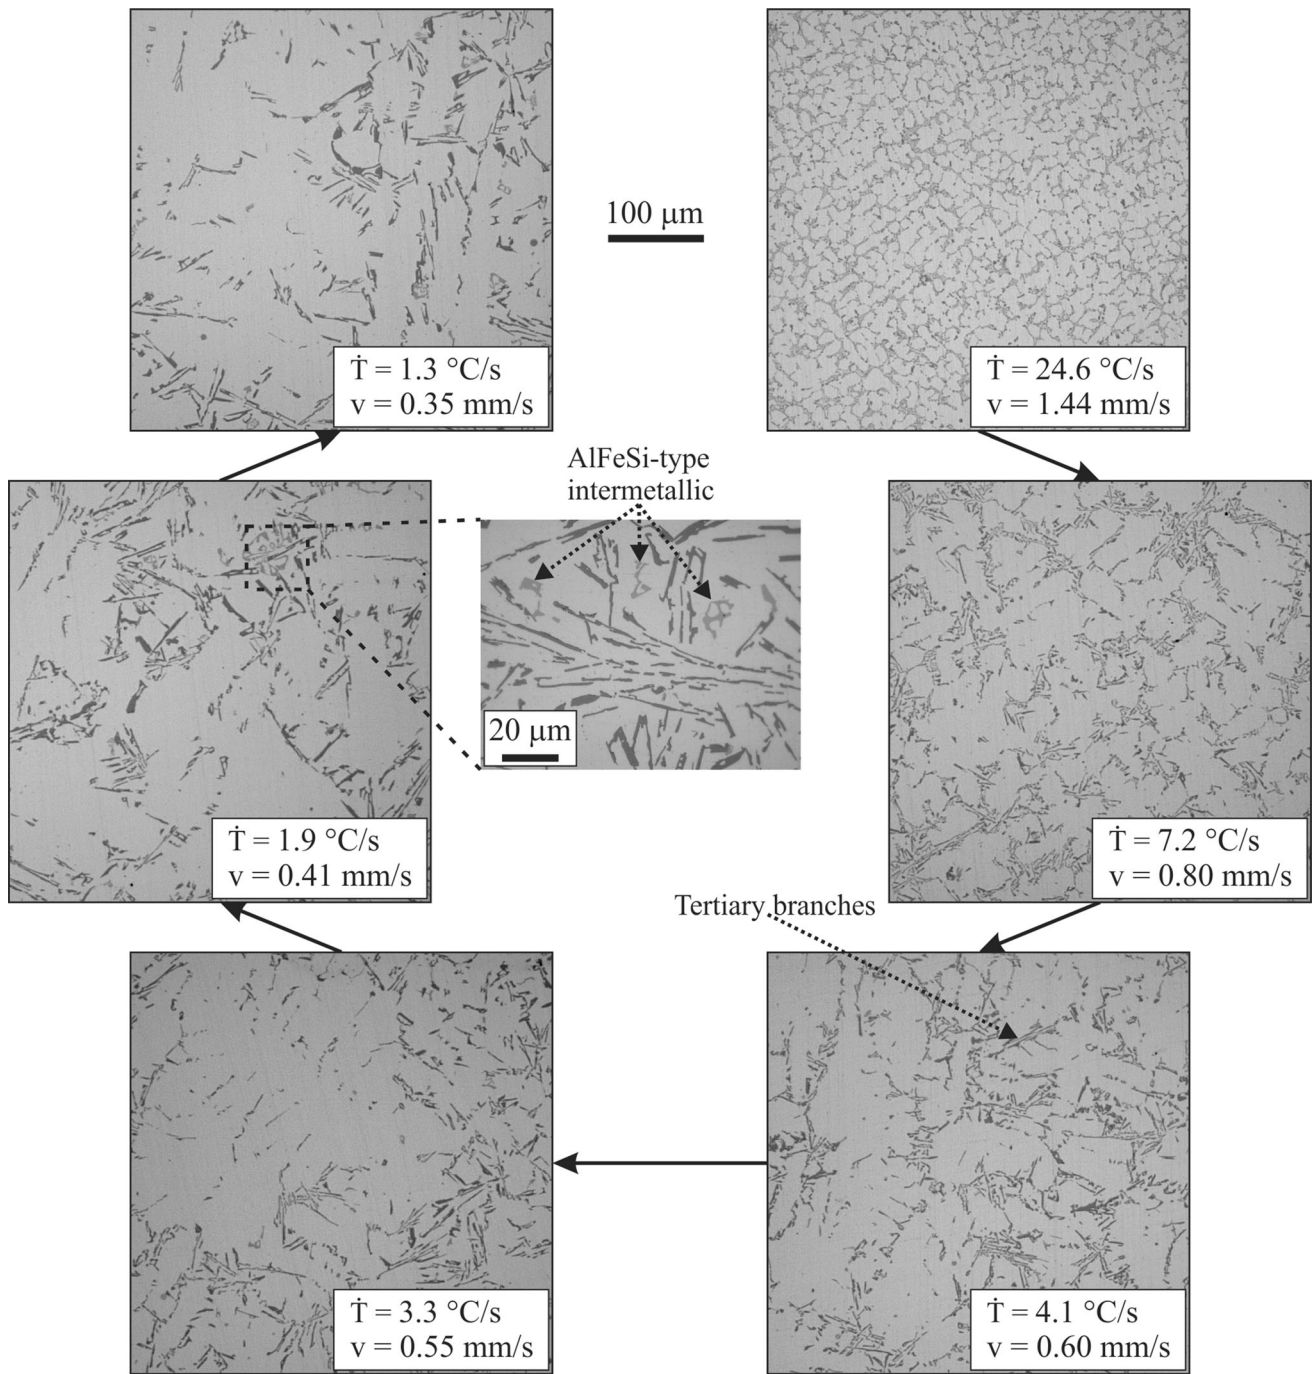 100 µm
Ṫ = 1.3 °C/s
v = 0.35 mm/s
Ṫ = 24.6 °C/s
v = 1.44 mm/s
AlFeSi-type
intermetallic
20 µm
Ṫ = 1.9 °C/s
v = 0.41 mm/s
Ṫ = 7.2 °C/s
v = 0.80 mm/s
Tertiary branches
Ṫ = 3.3 °C/s
v = 0.55 mm/s
Ṫ = 4.1 °C/s
v = 0.60 mm/s